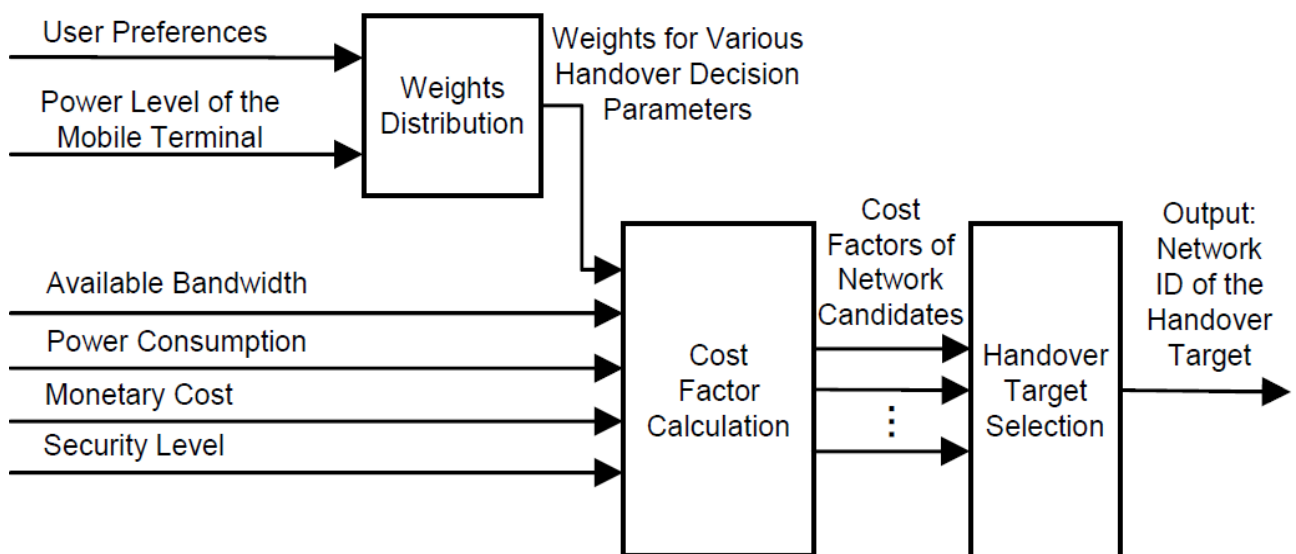 User Preferences
Power Level of the
Mobile Terminal
Weights
Distribution
Weights for Various
Handover Decision
Parameters
Available Bandwidth
Power Consumption
Monetary Cost
Security Level
Cost
Factor
Calculation
Cost
Factors of
Network
Candidates
Handover
Target
Selection
Output:
Network
ID of the
Handover
Target